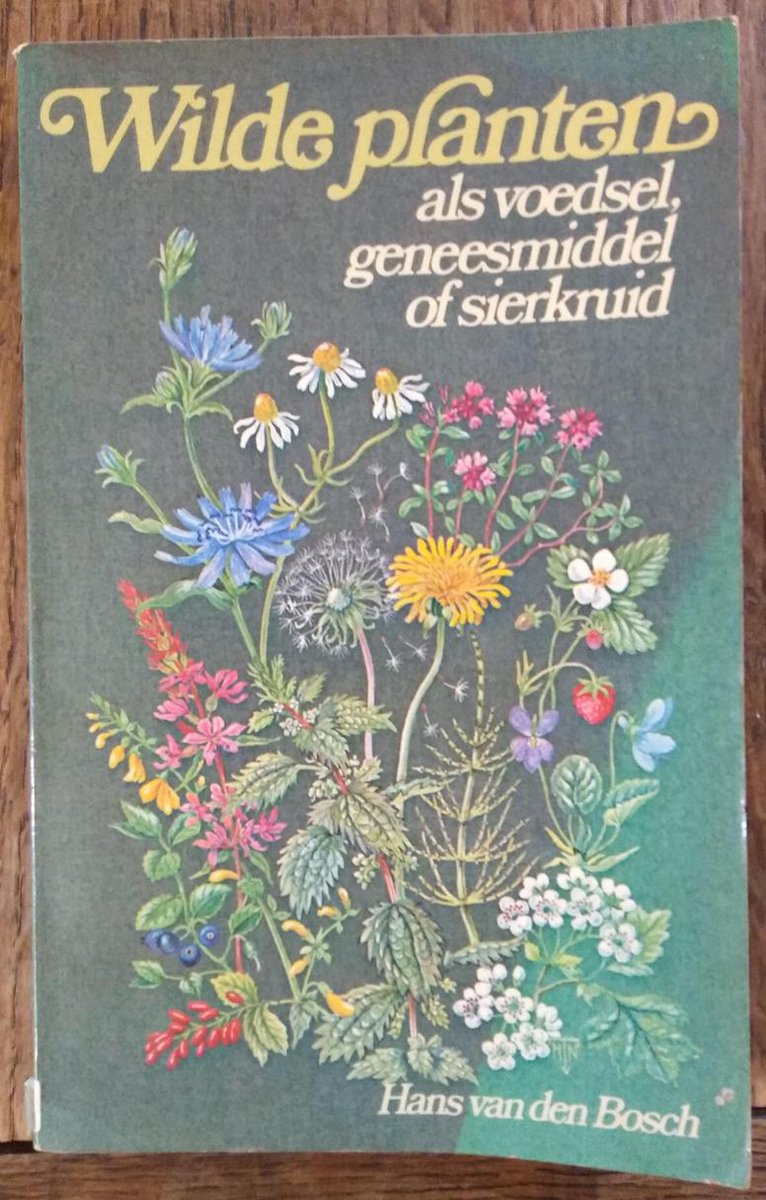 Wilde planten
als voedsel,
geneesmiddel
of sierkruid
Hans van den Bosch